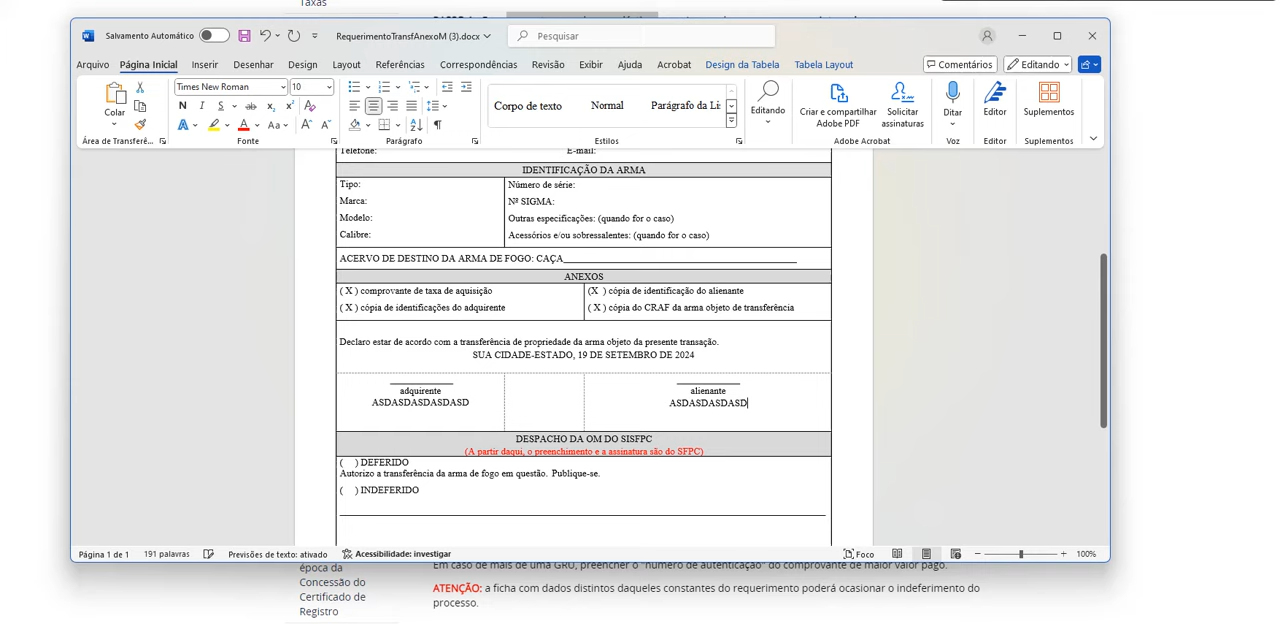 Taxas
Salvamento Automático
RequerimentoTransfAnexoM (3).docx
Pesquisar
Arquivo Página Inicial Inserir Desenhar Design Layout Referências Correspondências Revisão Exibir Ajuda Acrobat Design da Tabela Table Layout
Comentários
Editando
Colar
Área de Transferê...
Times New Roman 10
N I S ab x₂ x²
A A Aa A A
Fonte
Parágrafo
Corpo de texto Normal Parágrafo da Lis
Estilos
Editando
Criar e compartilhar Adobe PDF
Solicitar assinaturas
Adobe Acrobat
Ditar
Voz
Editor
Editor
Suplementos
Suplementos
Telefone: E-mail:
IDENTIFICAÇÃO DA ARMA
Tipo: Número de série:
Marca: Nº SIGMA:
Modelo: Outras especificações: (quando for o caso)
Calibre: Acessórios e/ou sobressalentes: (quando for o caso)
ACERVO DE DESTINO DA ARMA DE FOGO: CAÇA
ANEXOS
( X ) comprovante de taxa de aquisição (X ) cópia de identificação do alienante
( X ) cópia de identificações do adquirente ( X ) cópia do CRAF da arma objeto de transferência
Declaro estar de acordo com a transferência de propriedade da arma objeto da presente transação.
SUA CIDADE-ESTADO, 19 DE SETEMBRO DE 2024
adquirente alienante
ASDASDASDASDASD ASDASDASDASD
DESPACHO DA OM DO SISFPC
(A partir daqui, o preenchimento e a assinatura são do SFPC)
( ) DEFERIDO
Autorizo a transferência da arma de fogo em questão. Publique-se.
( ) INDEFERIDO
Página 1 de 1 191 palavras Previsões de texto: ativado Acessibilidade: investigar Foco 100%
época da
Concessão do
Certificado de
Registro
Em caso de mais de uma GRU, preencher o "número de autenticação" do comprovante de maior valor pago.
ATENÇÃO: a ficha com dados distintos daqueles constantes do requerimento poderá ocasionar o indeferimento do
processo.